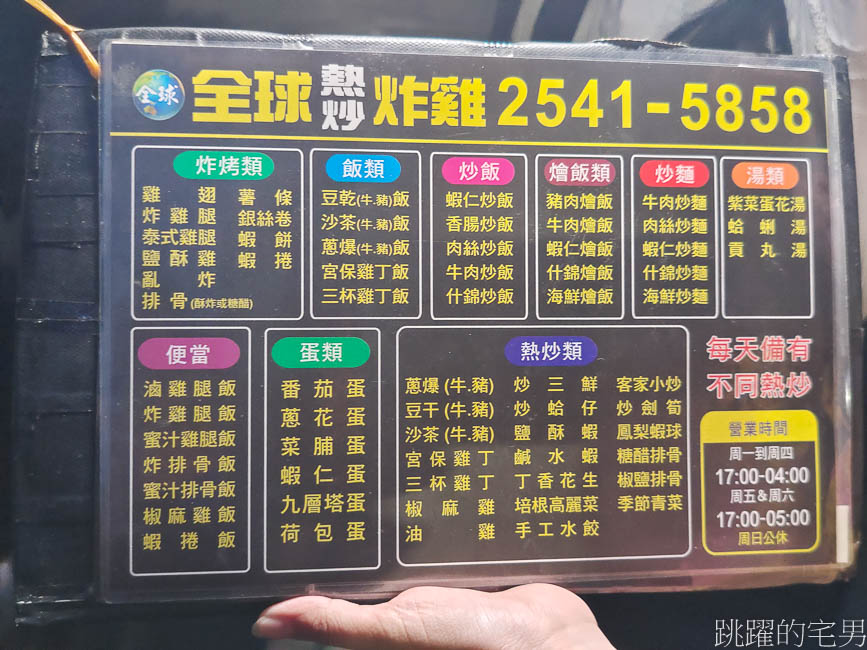 全球
全球 熱炒 炸雞 2541-5858
炸烤類
雞翅 薯條
炸雞腿 銀絲卷
泰式雞腿 蝦餅
鹽酥雞 蝦捲
亂炸
排骨(酥炸或糖醋)
飯類
豆乾(牛.豬)飯
沙茶(牛.豬)飯
蔥爆(牛.豬)飯
宮保雞丁飯
三杯雞丁飯
炒飯
蝦仁炒飯
香腸炒飯
肉絲炒飯
牛肉炒飯
什錦炒飯
燴飯類
豬肉燴飯
牛肉燴飯
蝦仁燴飯
什錦燴飯
海鮮燴飯
炒麵
牛肉炒麵
肉絲炒麵
蝦仁炒麵
什錦炒麵
海鮮炒麵
湯類
紫菜蛋花湯
蛤蜊湯
貢丸湯
便當
滷雞腿飯
炸雞腿飯
蜜汁雞腿飯
炸排骨飯
蜜汁排骨飯
椒麻雞飯
蝦捲飯
蛋類
番茄蛋
蔥花蛋
菜脯蛋
蝦仁蛋
九層塔蛋
荷包蛋
熱炒類
蔥爆(牛.豬) 炒三鮮 客家小炒
豆干(牛.豬) 炒蛤仔 炒劍筍
沙茶(牛.豬) 鹽酥蝦 鳳梨蝦球
宮保雞丁 鹹水蝦 糖醋排骨
三杯雞丁 丁香花生 椒鹽排骨
椒麻雞 培根高麗菜 季節青菜
油雞 手工水餃
每天備有
不同熱炒
營業時間
周一到周四
17:00-04:00
周五&周六
17:00-05:00
周日公休
跳躍的宅男